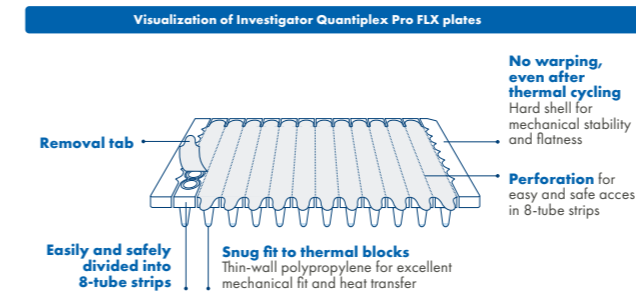 Visualization of Investigator Quantiplex Pro FLX plates
No warping,
even after
thermal cycling
Hard shell for
mechanical stability
and flatness
Removal tab
Perforation for
easy and safe acces
in 8-tube strips
Easily and safely
divided into
8-tube strips
Snug fit to thermal blocks
Thin-wall polypropylene for excellent
mechanical fit and heat transfer